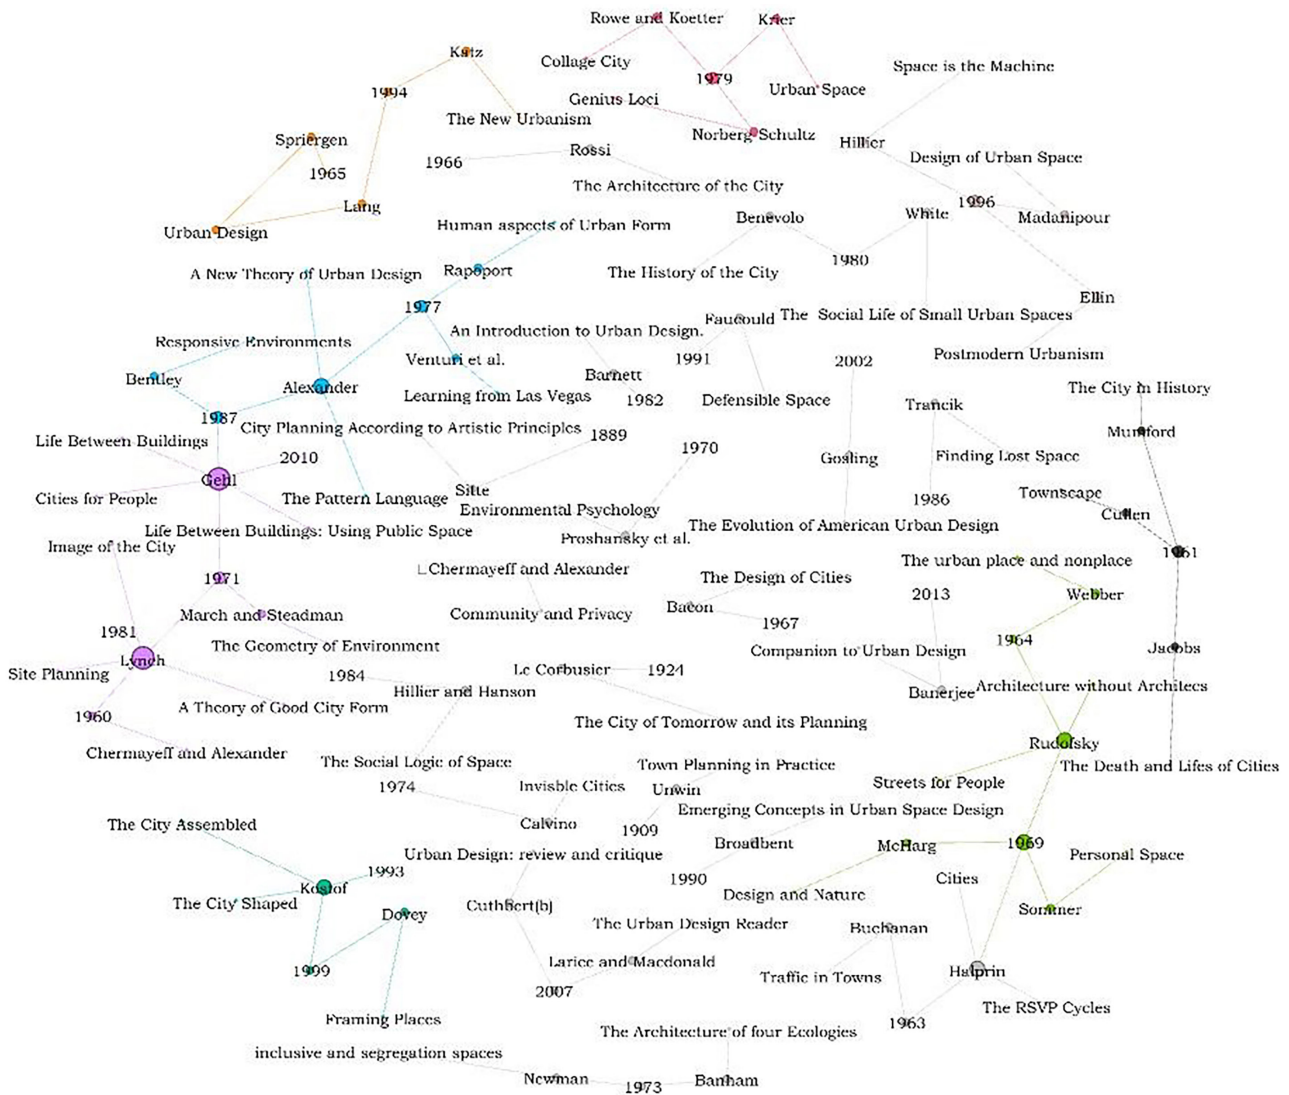 Rowe and Koetter
Krier
Katz
Collage City
Space is the Machine
1979
Urban Space
1994
Genius Loci
The New Urbanism
Norberg Schultz
Spriergen
Hillier
Rossi
Design of Urban Space
1966
1965
The Architecture of the City
1996
Lang
White
Madanipour
Benevolo
Human aspects of Urban Form
Urban Design
1980
A New Theory of Urban Design
Rapoport
The History of the City
Ellin
1977
The Social Life of Small Urban Spaces
Faucould
An Introduction to Urban Design.
Responsive Environments
Postmodern Urbanism
Venturi et al.
1991
2002
Bentley
Barnett
Alexander
The City in History
Learning from Las Vegas
1982
Defensible Space
Trancik
1987
City Planning According to Artistic Principles
1889
Mumford
Life Between Buildings
1970
2010
Gosling
Finding Lost Space
Gehl
Cities for People
The Pattern Language
Sitte
Townscape
1986
Environmental Psychology
Cullen
Life Between Buildings: Using Public Space
The Evolution of American Urban Design
Proshansky et al.
Image of the City
1961
The urban place and nonplace
Chermayeff and Alexander
1971
The Design of Cities
2013
Webber
March and Steadman
Community and Privacy
Bacon
1967
1981
The Geometry of Environment
1964
Companion to Urban Design
Jacobs
Lynch
Site Planning
1984
Le Corbusier
1924
Hillier and Hanson
Banerjee
Architecture without Architecs
A Theory of Good City Form
1960
The City of Tomorrow and its Planning
Rudofsky
Chermayeff and Alexander
The Social Logic of Space
Town Planning in Practice
The Death and Lifes of Cities
1974
Invisble Cities
Unwin
Streets for People
Emerging Concepts in Urban Space Design
The City Assembled
Calvino
1909
Broadbent
McHarg
1969
Urban Design: review and critique
Personal Space
1993
1990
Cities
Kostof
Design and Nature
The City Shaped
Dovey
Cuthbert(b)
Sommer
The Urban Design Reader
Buchanan
Larice and Macdonald
1999
Halprin
Traffic in Towns
2007
The RSVP Cycles
Framing Places
1963
The Architecture of four Ecologies
inclusive and segregation spaces
Newman
1973
Banham